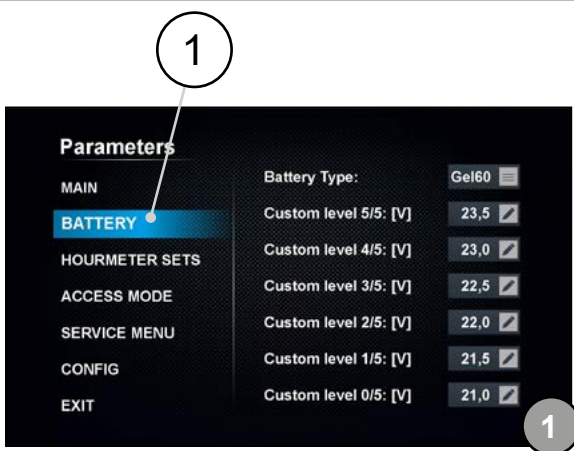 1
Parameters
MAIN
BATTERY
HOURMETER SETS
ACCESS MODE
SERVICE MENU
CONFIG
EXIT
Battery Type: Gel60
Custom level 5/5: [V] 23,5
Custom level 4/5: [V] 23,0
Custom level 3/5: [V] 22,5
Custom level 2/5: [V] 22,0
Custom level 1/5: [V] 21,5
Custom level 0/5: [V] 21,0
1